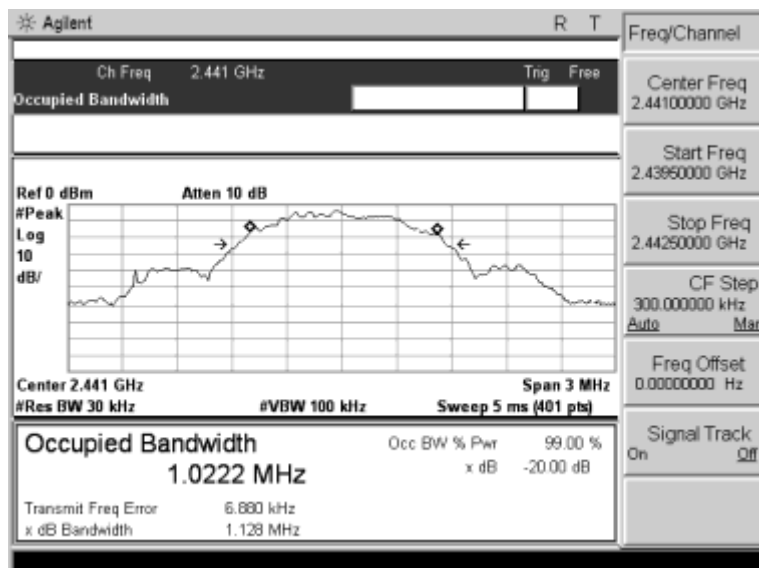 Agilent
R T
Freq/Channel
Ch Freq 2.441 GHz
Trig Free
Occupied Bandwidth
Center Freq
2.44100000 GHz
Start Freq
2.43950000 GHz
Stop Freq
2.44250000 GHz
CF Step
300.000000 kHz
Auto Man
Freq Offset
0.00000000 Hz
Signal Track
On Off
Ref 0 dBm
Atten 10 dB
#Peak
Log
10
dB/
Center 2.441 GHz
Span 3 MHz
#Res BW 30 kHz
#VBW 100 kHz
Sweep 5 ms (401 pts)
Occupied Bandwidth
1.0222 MHz
Occ BW % Pwr 99.00 %
x dB -20.00 dB
Transmit Freq Error 6.880 kHz
x dB Bandwidth 1.128 MHz